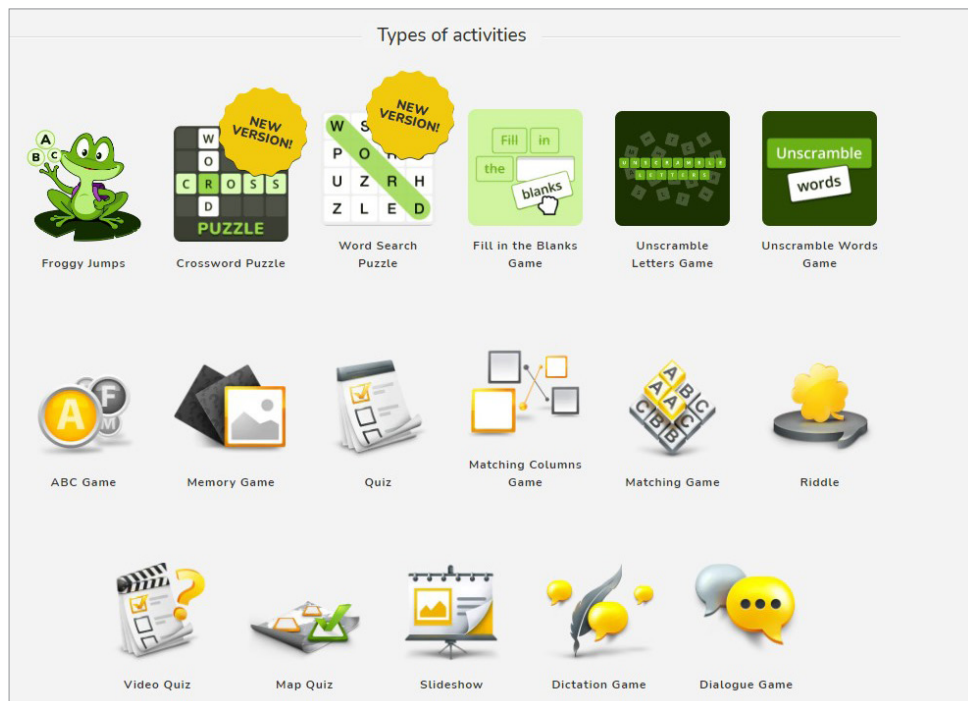 Types of activities
A
B C
Froggy Jumps
NEW
VERSION!
W
O
C R O S S
D
PUZZLE
Crossword Puzzle
NEW
VERSION!
W S
P O R
U Z R H
Z L E D
Word Search
Puzzle
Fill in
the
blanks
Fill in the Blanks
Game
UNSCRAMBLE
LETTERS
Unscramble
Letters Game
Unscramble
words
Unscramble Words
Game
A F
M
ABC Game
Memory Game
Quiz
Matching Columns
Game
A B C
A A C
C B B
Matching Game
Riddle
Video Quiz
Map Quiz
Slideshow
Dictation Game
Dialogue Game